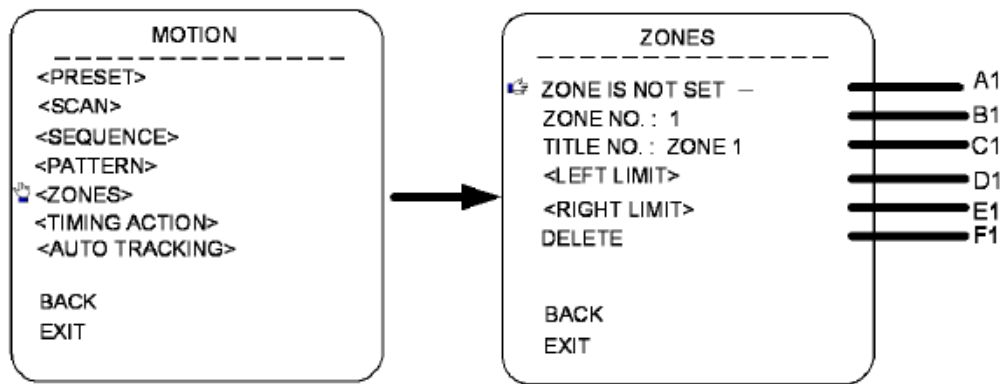 MOTION
<PRESET>
<SCAN>
<SEQUENCE>
<PATTERN>
<ZONES>
<TIMING ACTION>
<AUTO TRACKING>
BACK
EXIT
ZONES
ZONE IS NOT SET –
ZONE NO. : 1
TITLE NO. : ZONE 1
<LEFT LIMIT>
<RIGHT LIMIT>
DELETE
BACK
EXIT
A1
B1
C1
D1
E1
F1